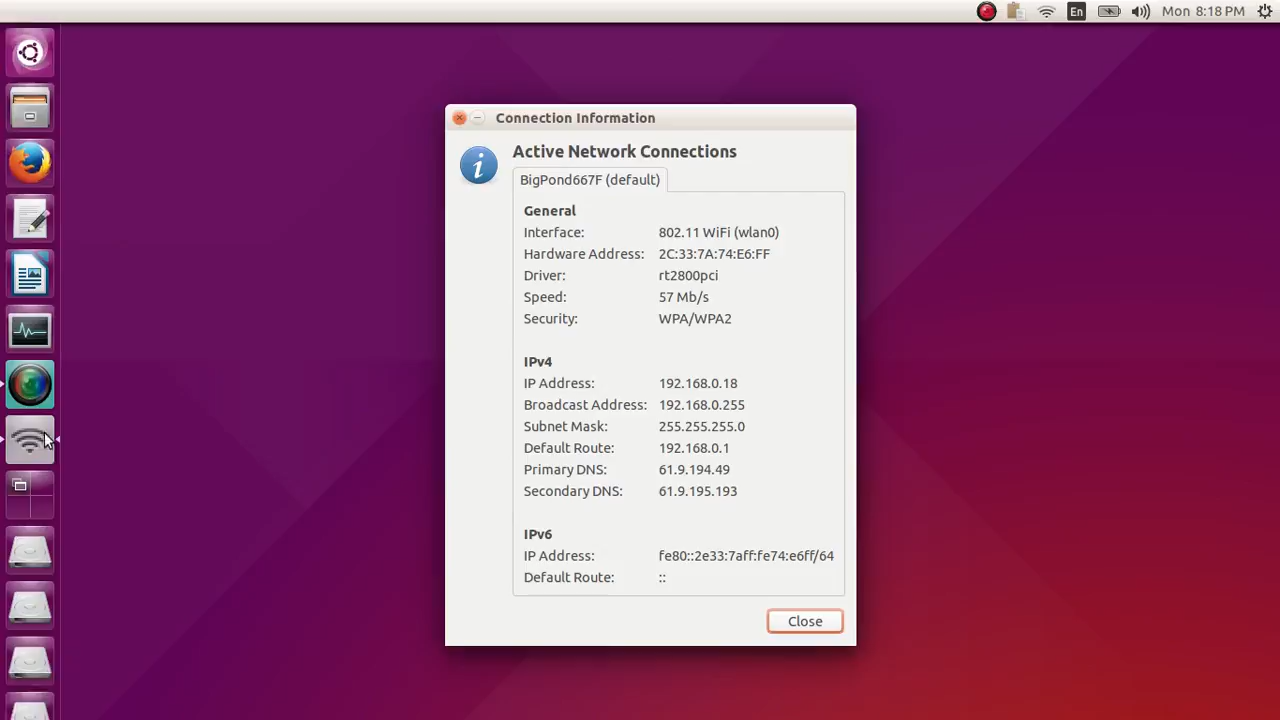 En Mon 8:18 PM
Connection Information
Active Network Connections
BigPond667F (default)
General
Interface: 802.11 WiFi (wlan0)
Hardware Address: 2C:33:7A:74:E6:FF
Driver: rt2800pci
Speed: 57 Mb/s
Security: WPA/WPA2
IPv4
IP Address: 192.168.0.18
Broadcast Address: 192.168.0.255
Subnet Mask: 255.255.255.0
Default Route: 192.168.0.1
Primary DNS: 61.9.194.49
Secondary DNS: 61.9.195.193
IPv6
IP Address: fe80::2e33:7aff:fe74:e6ff/64
Default Route: ::
Close